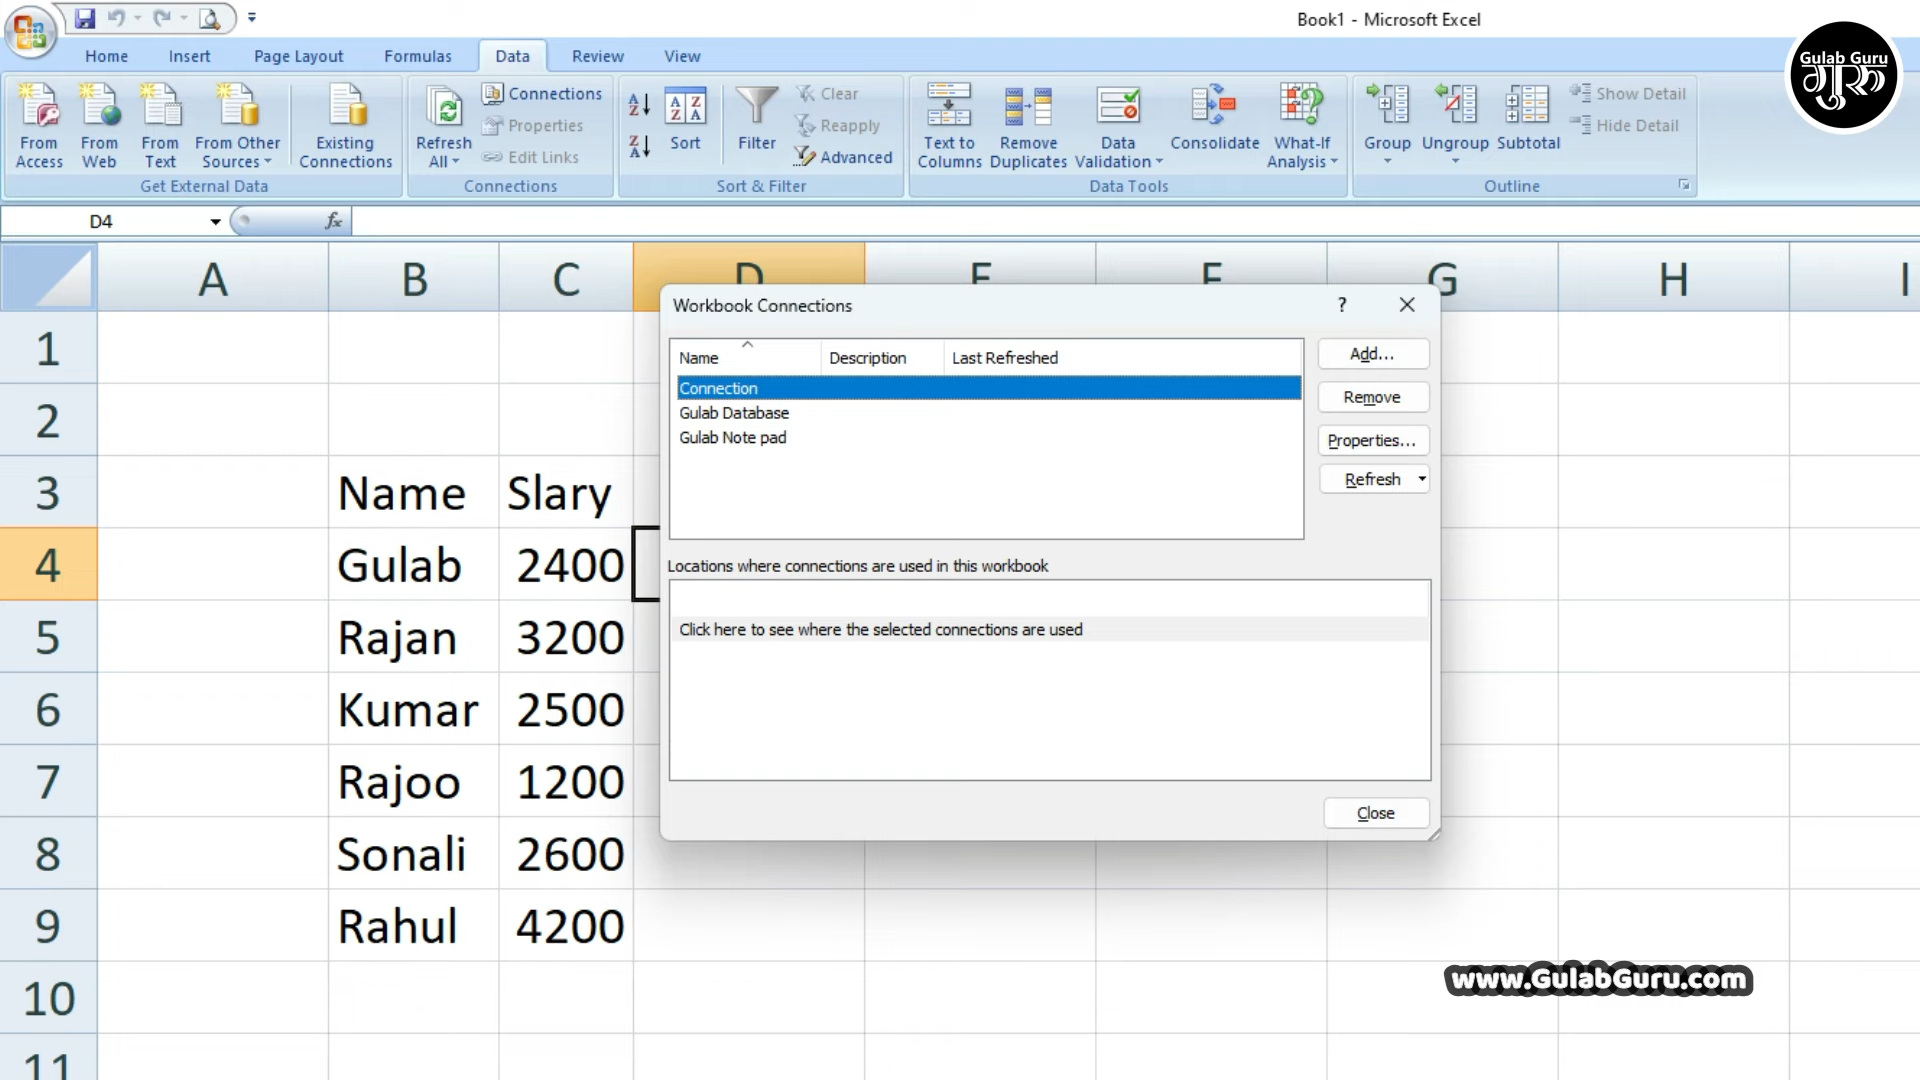 Book1 - Microsoft Excel
Gulab Guru
गुरु
Home Insert Page Layout Formulas Data Review View
From Access
From Web
From Text
From Other Sources
Existing Connections
Get External Data
Refresh All
Connections
Properties
Edit Links
Connections
Sort
Filter
Clear
Reapply
Advanced
Sort & Filter
Text to Columns
Remove Duplicates
Data Validation
Consolidate
What-If Analysis
Data Tools
Group
Ungroup
Subtotal
Show Detail
Hide Detail
Outline
D4 fx
A B C D E F G H I
1
2
3 Name Slary
4 Gulab 2400
5 Rajan 3200
6 Kumar 2500
7 Rajoo 1200
8 Sonali 2600
9 Rahul 4200
10
11
Workbook Connections ?
Name Description Last Refreshed
Connection
Gulab Database
Gulab Note pad
Add...
Remove
Properties...
Refresh
Locations where connections are used in this workbook
Click here to see where the selected connections are used
Close
www.GulabGuru.com